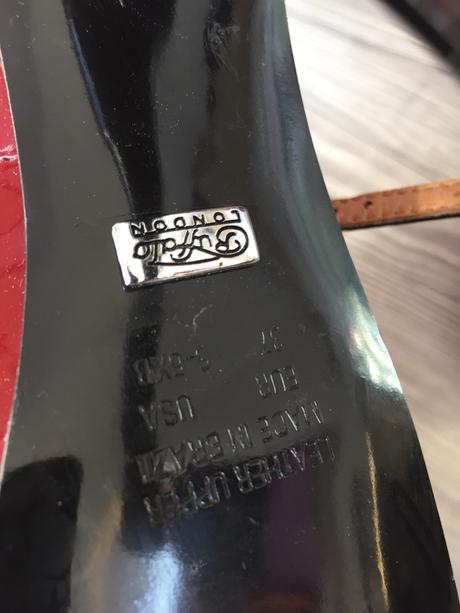 LEATHER UPPER
MADE IN BRAZIL
EUR USA
37
Buffalo
LONDON